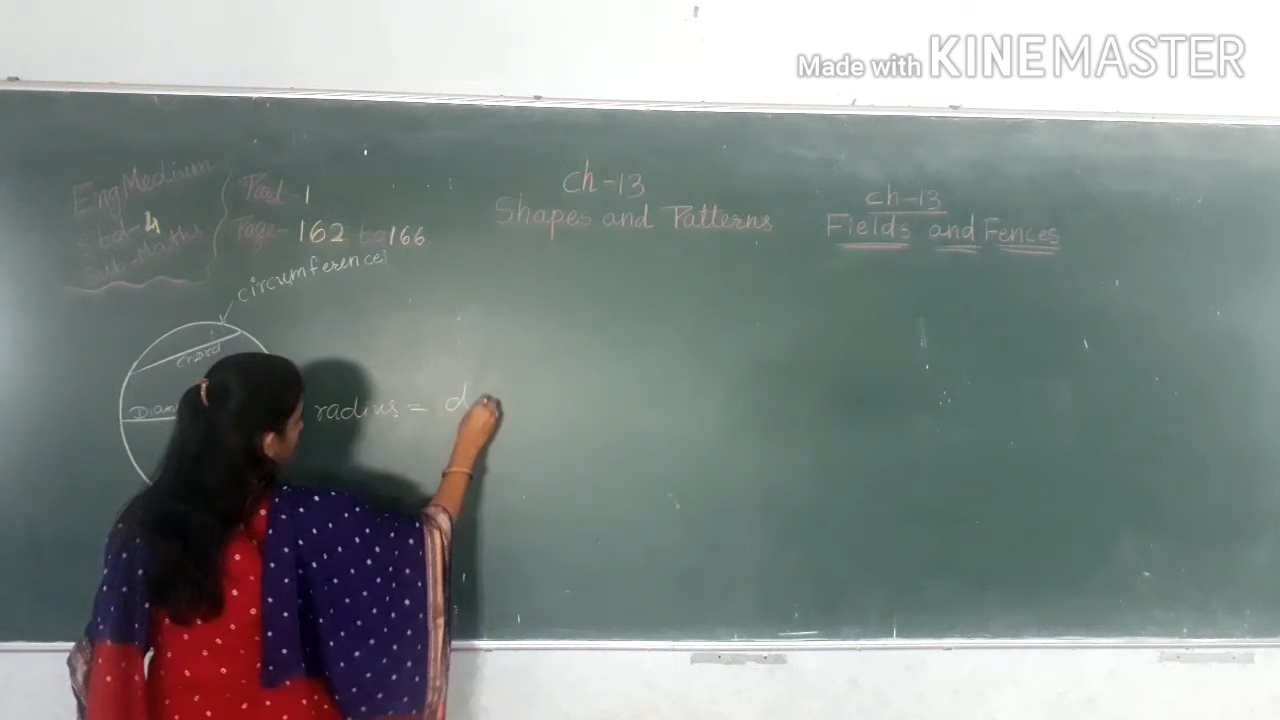 Made with KINEMASTER
Eng Medium
Std-4
Sub-Maths
Part-1
Page-162 to 166
ch-13
Shapes and Patterns
ch-13
Fields and Fences
circumference
Diam
radius = d